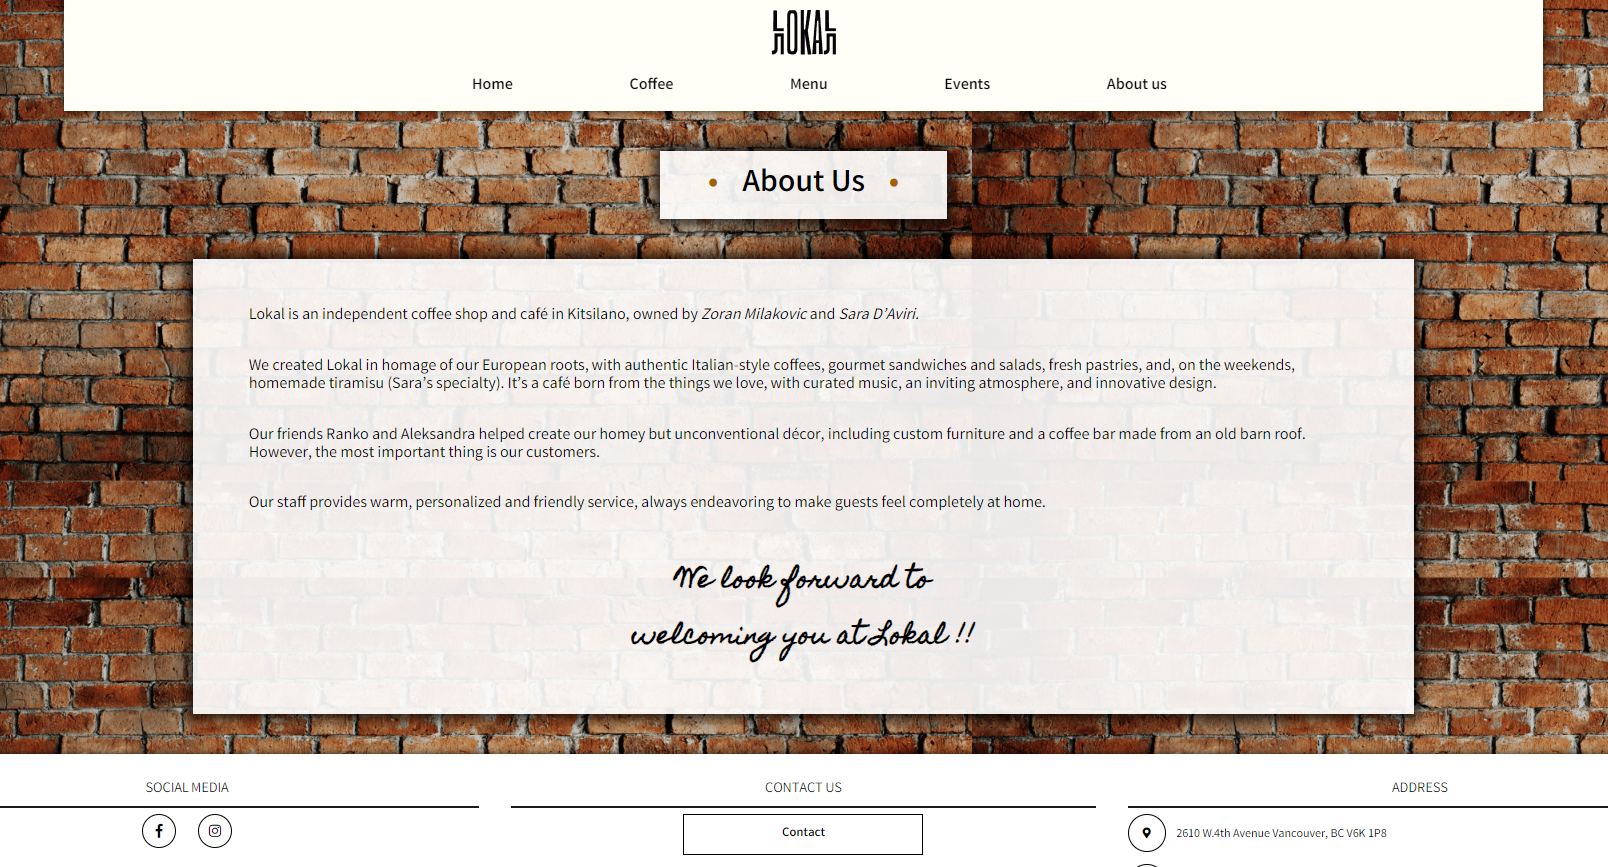 LOKAL
Home Coffee Menu Events About us
• About Us •
Lokal is an independent coffee shop and café in Kitsilano, owned by Zoran Milakovic and Sara D’Aviri.
We created Lokal in homage of our European roots, with authentic Italian-style coffees, gourmet sandwiches and salads, fresh pastries, and, on the weekends,
homemade tiramisu (Sara’s specialty). It’s a café born from the things we love, with curated music, an inviting atmosphere, and innovative design.
Our friends Ranko and Aleksandra helped create our homey but unconventional décor, including custom furniture and a coffee bar made from an old barn roof.
However, the most important thing is our customers.
Our staff provides warm, personalized and friendly service, always endeavoring to make guests feel completely at home.
We look forward to
welcoming you at Lokal !!
SOCIAL MEDIA CONTACT US ADDRESS
Contact
2610 W.4th Avenue Vancouver, BC V6K 1P8